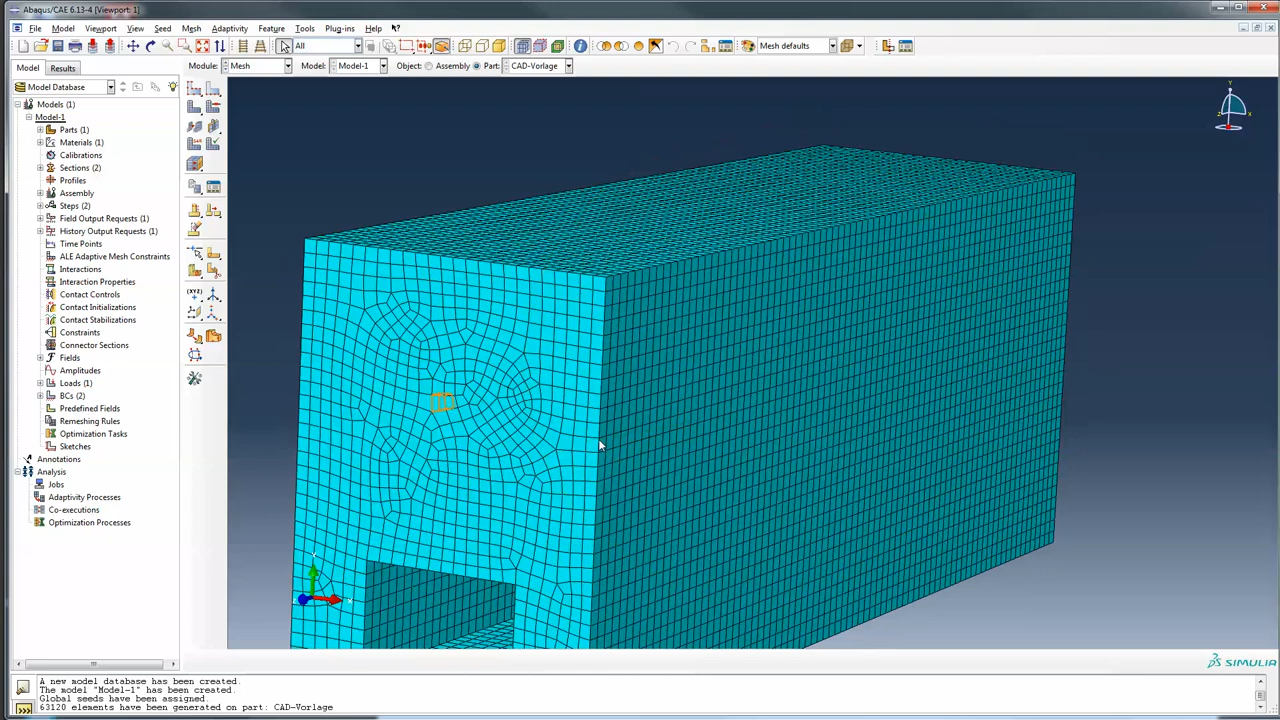 Abaqus/CAE 6.13-4 [Viewport: 1]
File Model Viewport View Seed Mesh Adaptivity Feature Tools Plug-ins Help
All Mesh defaults
Model Results Module: Mesh Model: Model-1 Object: Assembly Part: CAD-Vorlage
Model Database
Models (1)
Model-1
Parts (1)
Materials (1)
Calibrations
Sections (2)
Profiles
Assembly
Steps (2)
Field Output Requests (1)
History Output Requests (1)
Time Points
ALE Adaptive Mesh Constraints
Interactions
Interaction Properties
Contact Controls
Contact Initializations
Contact Stabilizations
Constraints
Connector Sections
Fields
Amplitudes
Loads (1)
BCs (2)
Predefined Fields
Remeshing Rules
Optimization Tasks
Sketches
Annotations
Analysis
Jobs
Adaptivity Processes
Co-executions
Optimization Processes
(XYZ)
Y
X
Z
Y
X
SIMULIA
A new model database has been created.
The model "Model-1" has been created.
Global seeds have been assigned.
63120 elements have been generated on part: CAD-Vorlage
>>>